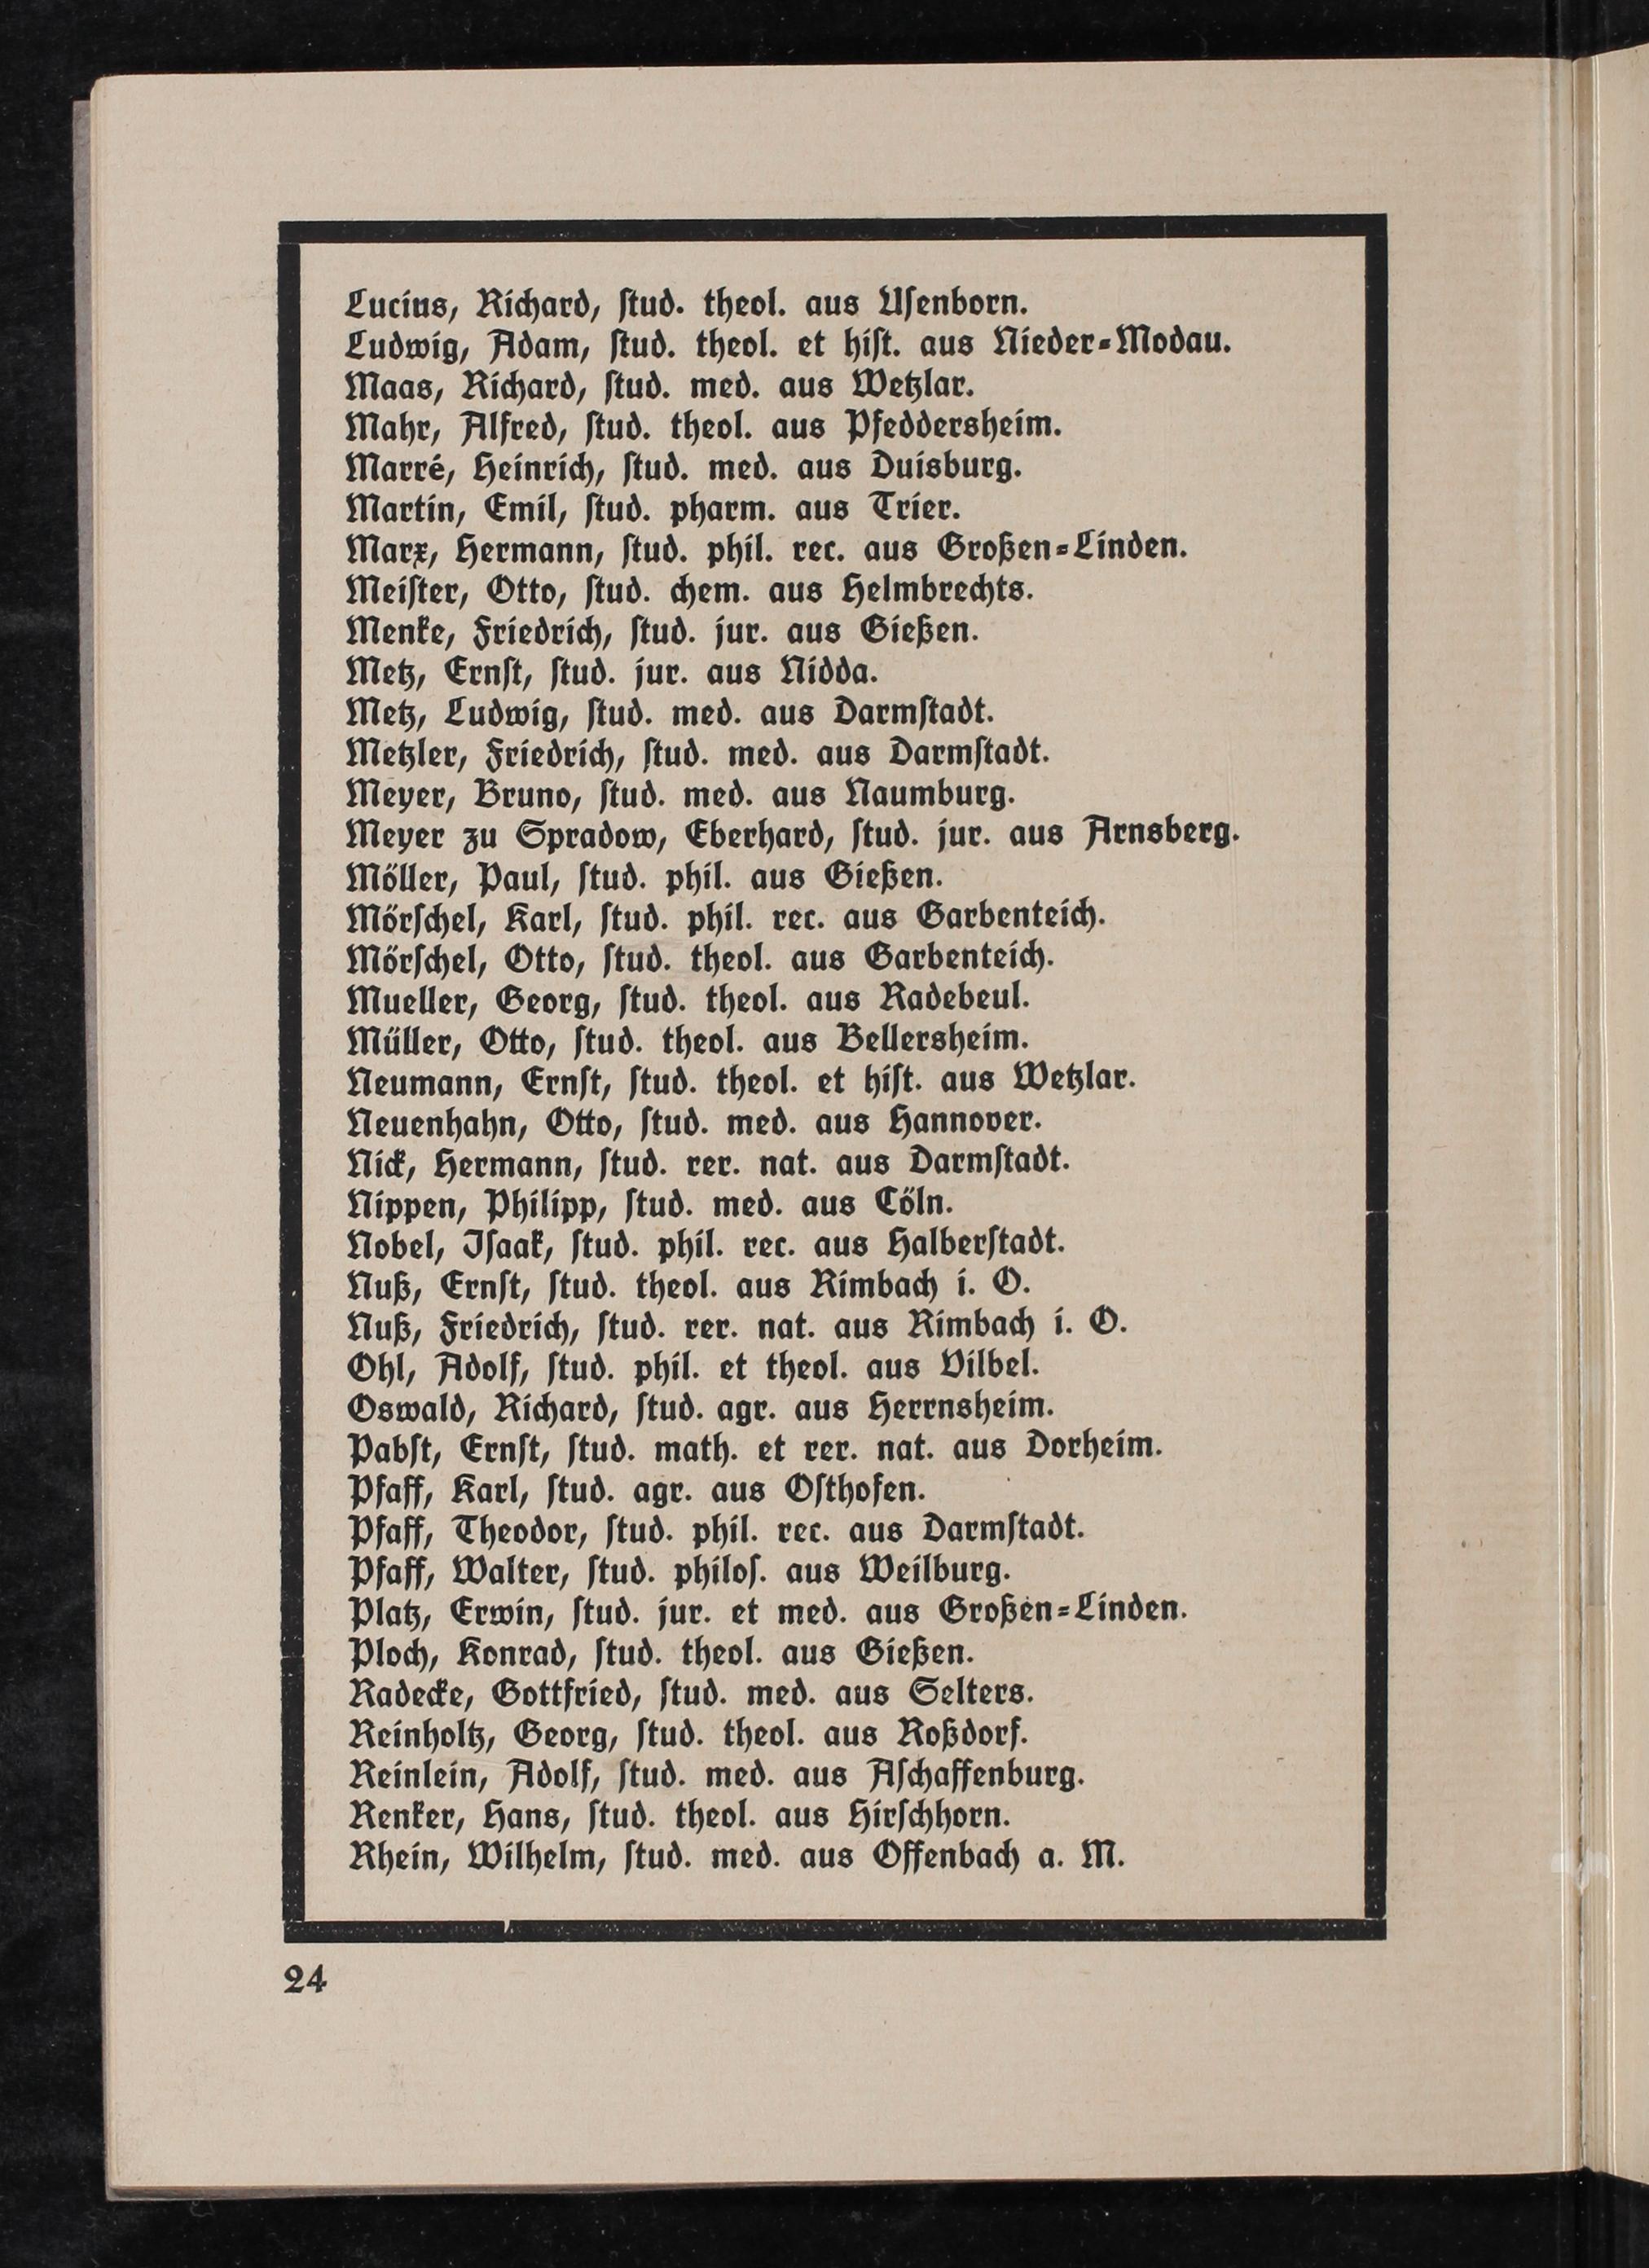 Lucius, Richard, ſtud. theol. aus Uſenborn.
Ludwig, Adam, ſtud. theol. et hiſt. aus Nieder-Modau.
Maas, Richard, ſtud. med. aus Wetzlar.
Mahr, Alfred, ſtud. theol. aus Pfeddersheim.
Marré, Heinrich, ſtud. med. aus Duisburg.
Martin, Emil, ſtud. pharm. aus Trier.
Marx, Hermann, ſtud. phil. rec. aus Großen-Linden.
Meiſter, Otto, ſtud. chem. aus Helmbrechts.
Menke, Friedrich, ſtud. jur. aus Gießen.
Metz, Ernſt, ſtud. jur. aus Nidda.
Metz, Ludwig, ſtud. med. aus Darmſtadt.
Metzler, Friedrich, ſtud. med. aus Darmſtadt.
Meyer, Bruno, ſtud. med. aus Naumburg.
Meyer zu Spradow, Eberhard, ſtud. jur. aus Arnsberg.
Möller, Paul, ſtud. phil. aus Gießen.
Mörſchel, Karl, ſtud. phil. rec. aus Garbenteich.
Mörſchel, Otto, ſtud. theol. aus Garbenteich.
Mueller, Georg, ſtud. theol. aus Radebeul.
Müller, Otto, ſtud. theol. aus Bellersheim.
Neumann, Ernſt, ſtud. theol. et hiſt. aus Wetzlar.
Neuenhahn, Otto, ſtud. med. aus Hannover.
Nick, Hermann, ſtud. rer. nat. aus Darmſtadt.
Nippen, Philipp, ſtud. med. aus Cöln.
Nobel, Iſaak, ſtud. phil. rec. aus Halberſtadt.
Nuß, Ernſt, ſtud. theol. aus Rimbach i. O.
Nuß, Friedrich, ſtud. rer. nat. aus Rimbach i. O.
Ohl, Adolf, ſtud. phil. et theol. aus Vilbel.
Oswald, Richard, ſtud. agr. aus Herrnsheim.
Pabſt, Ernſt, ſtud. math. et rer. nat. aus Dorheim.
Pfaff, Karl, ſtud. agr. aus Oſthofen.
Pfaff, Theodor, ſtud. phil. rec. aus Darmſtadt.
Pfaff, Walter, ſtud. philoſ. aus Weilburg.
Platz, Erwin, ſtud. jur. et med. aus Großen-Linden.
Ploch, Konrad, ſtud. theol. aus Gießen.
Radecke, Gottfried, ſtud. med. aus Selters.
Reinholtz, Georg, ſtud. theol. aus Roßdorf.
Reinlein, Adolf, ſtud. med. aus Aſchaffenburg.
Renker, Hans, ſtud. theol. aus Hirſchhorn.
Rhein, Wilhelm, ſtud. med. aus Offenbach a. M.
24